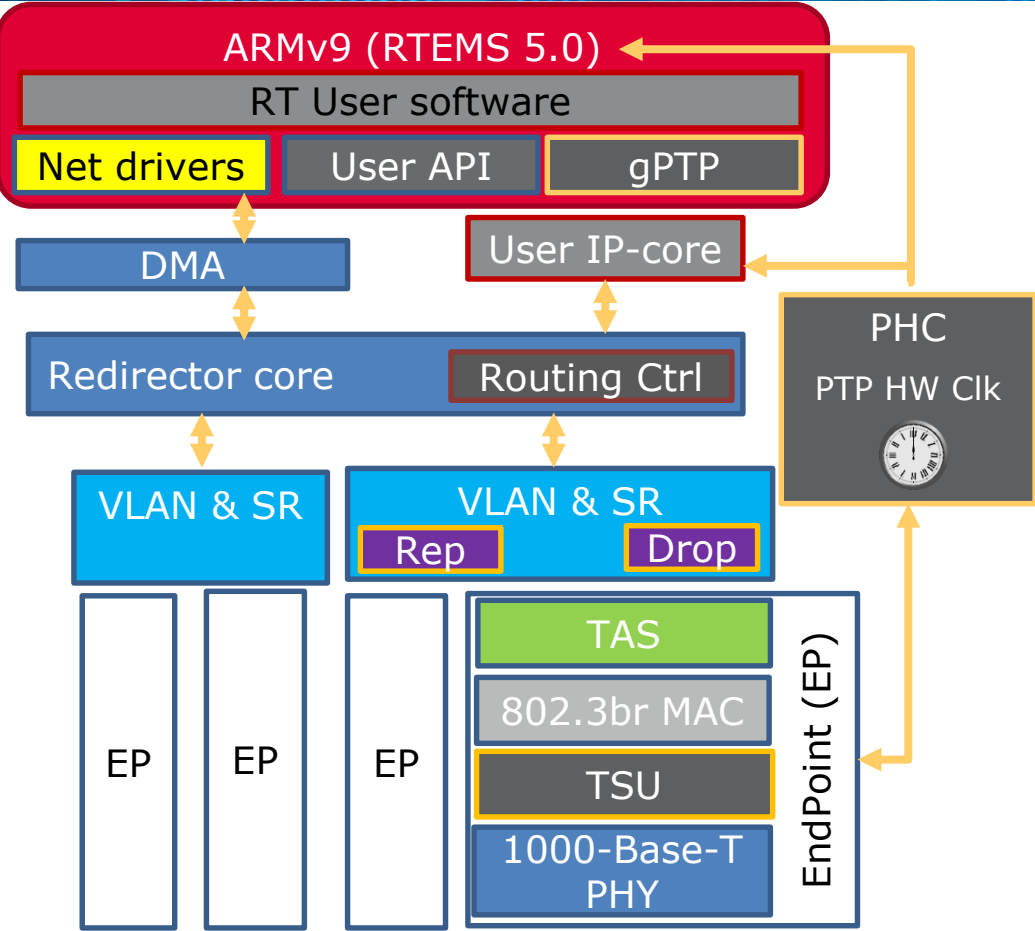 ARMv9 (RTEMS 5.0)
RT User software
Net drivers
User API
gPTP
DMA
User IP-core
Redirector core
Routing Ctrl
PHC
PTP HW Clk
VLAN & SR
VLAN & SR
Rep
Drop
EP
EP
EP
TAS
802.3br MAC
TSU
1000-Base-T
PHY
EndPoint (EP)